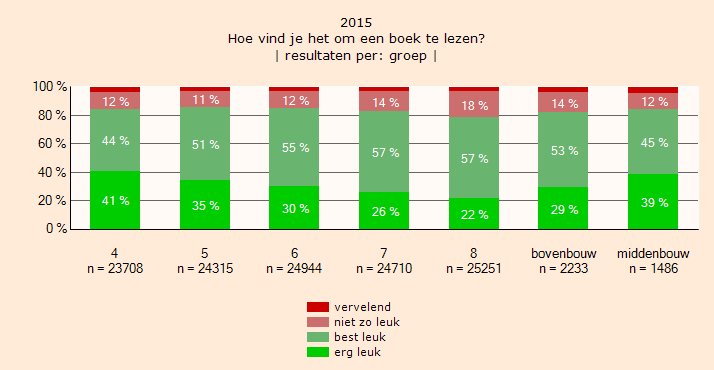 2015
Hoe vind je het om een boek te lezen?
| resultaten per: groep |
100 %
80 %
60 %
40 %
20 %
0 %
12 % 11 % 12 % 14 % 18 % 14 % 12 %
44 % 51 % 55 % 57 % 57 % 53 % 45 %
41 % 35 % 30 % 26 % 22 % 29 % 39 %
4 5 6 7 8 bovenbouw middenbouw
n = 23708 n = 24315 n = 24944 n = 24710 n = 25251 n = 2233 n = 1486
vervelend
niet zo leuk
best leuk
erg leuk